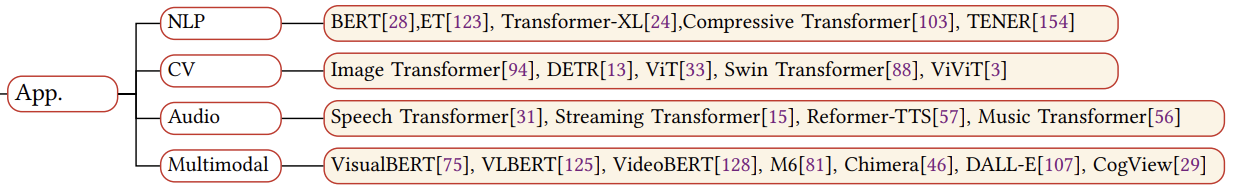 NLP
BERT[28],ET[123], Transformer-XL[24],Compressive Transformer[103], TENER[154]
CV
Image Transformer[94], DETR[13], ViT[33], Swin Transformer[88], ViViT[3]
App.
Audio
Speech Transformer[31], Streaming Transformer[15], Reformer-TTS[57], Music Transformer[56]
Multimodal
VisualBERT[75], VLBERT[125], VideoBERT[128], M6[81], Chimera[46], DALL-E[107], CogView[29]